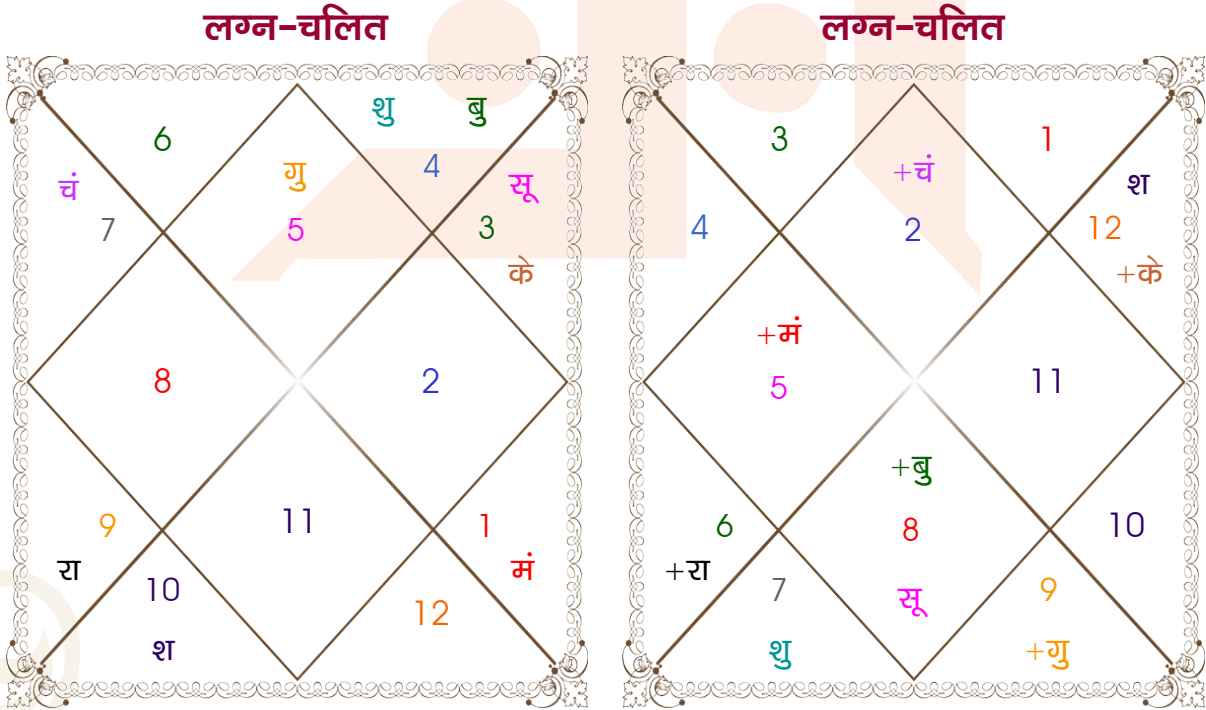 लग्न-चलित
शु बु
6
4
गु
चं
सू
7
5
3
के
8
2
11
9
1
रा
मं
10
12
श
लग्न-चलित
3
1
+चं
श
4
2
12
+के
+मं
5
11
+बु
6
8
10
+रा
7
सू
9
शु
+गु